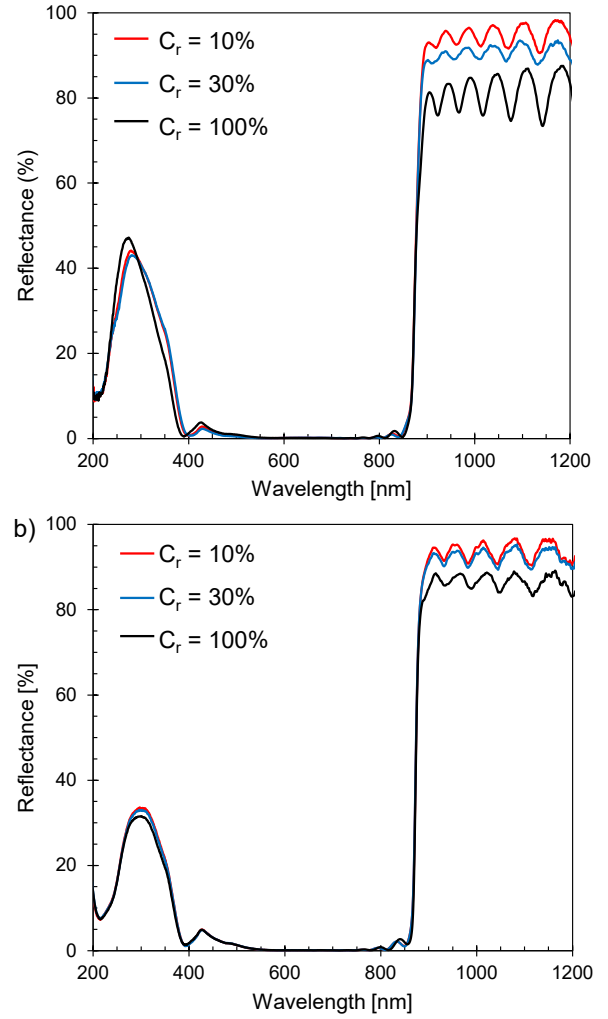 100
C_r = 10%
80
C_r = 30%
C_r = 100%
60
Reflectance (%)
40
20
0
200 400 600 800 1000 1200
Wavelength [nm]
b)
100
C_r = 10%
80
C_r = 30%
C_r = 100%
60
Reflectance [%]
40
20
0
200 400 600 800 1000 1200
Wavelength [nm]